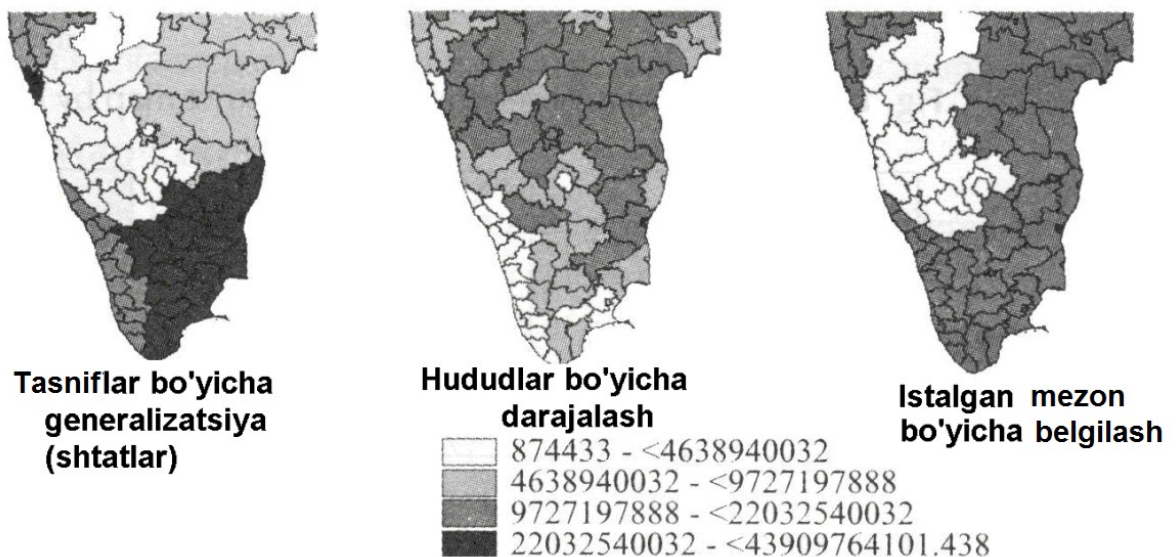 Tasniflar bo'yicha
generalizatsiya
(shtatlar)
Hududlar bo'yicha
darajalash
Istalgan mezon
bo'yicha belgilash
874433 - <4638940032
4638940032 - <9727197888
9727197888 - <22032540032
22032540032 - <43909764101.438